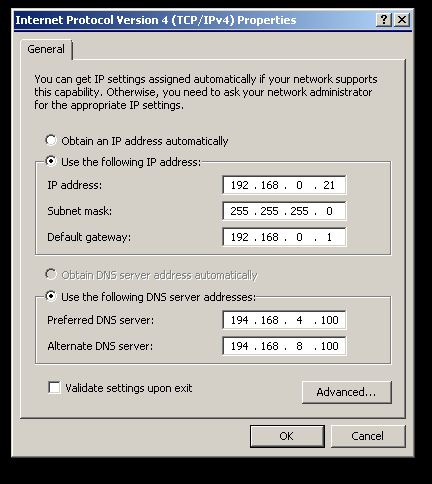 Internet Protocol Version 4 (TCP/IPv4) Properties
General
You can get IP settings assigned automatically if your network supports
this capability. Otherwise, you need to ask your network administrator
for the appropriate IP settings.
Obtain an IP address automatically
Use the following IP address:
IP address: 192 . 168 . 0 . 21
Subnet mask: 255 . 255 . 255 . 0
Default gateway: 192 . 168 . 0 . 1
Obtain DNS server address automatically
Use the following DNS server addresses:
Preferred DNS server: 194 . 168 . 4 . 100
Alternate DNS server: 194 . 168 . 8 . 100
Validate settings upon exit
Advanced...
OK Cancel